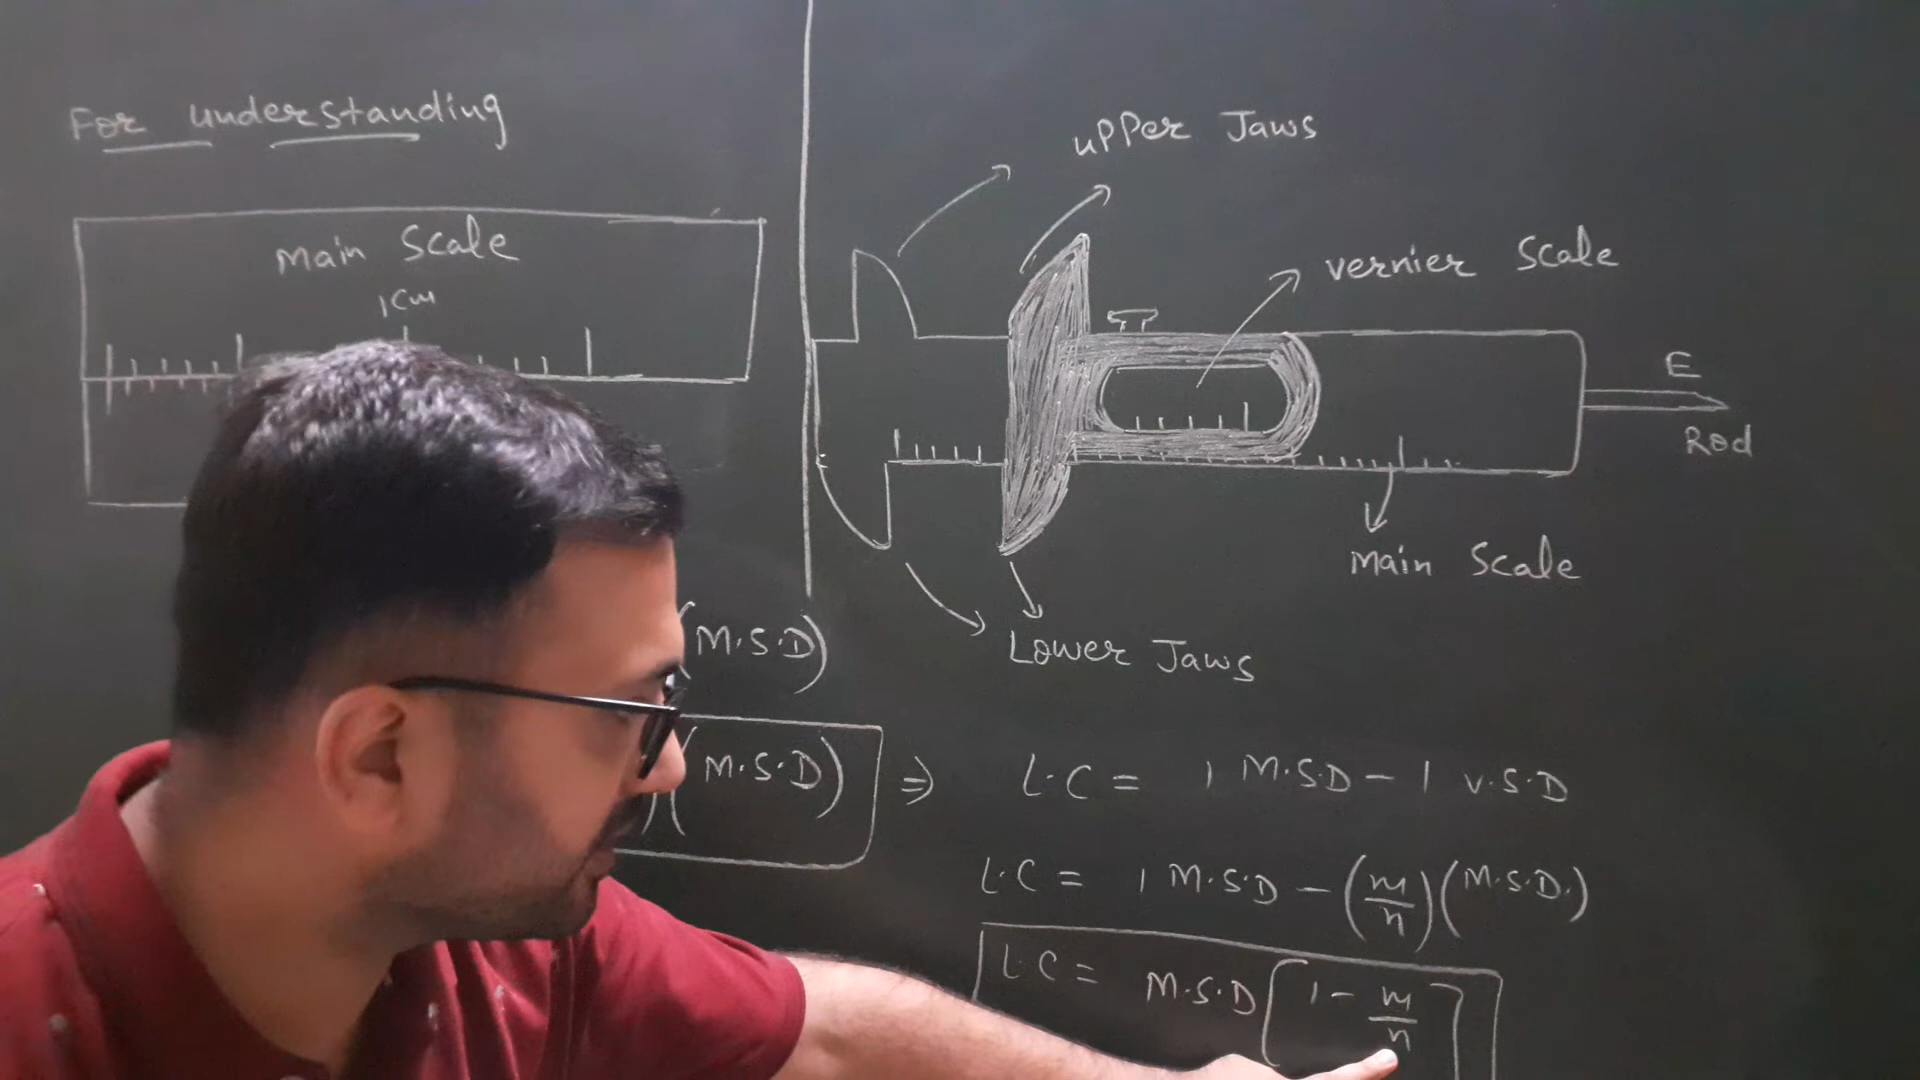 For understanding
Main Scale
1cm
upper Jaws
vernier Scale
E
Rod
Main Scale
Lower Jaws
(M.S.D)
)(M.S.D) ⇒ L.C = 1 M.S.D - 1 V.S.D
L.C = 1 M.S.D - (m/n)(M.S.D.)
L.C = M.S.D [1 - m/n]